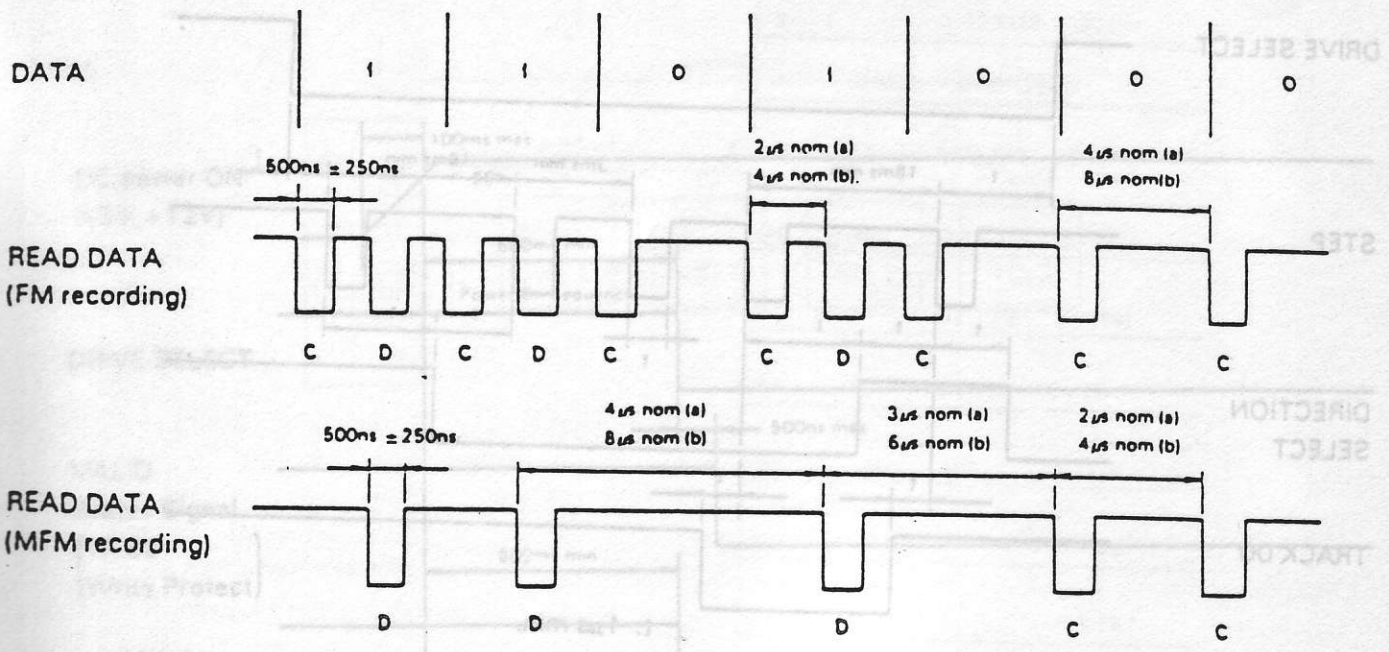 DRIVE SELECT
DATA 1 1 0 1 0 0 0
500ns ± 250ns
2µs nom (a)
4µs nom (b).
4µs nom (a)
8µs nom(b)
STEP
READ DATA
(FM recording)
C D C D C C D C C C
DIRECTION
SELECT
500ns ± 250ns
4µs nom (a)
8µs nom (b)
3µs nom (a)
6µs nom (b)
2µs nom (a)
4µs nom (b)
READ DATA
(MFM recording)
TRACK 00
D D D C C